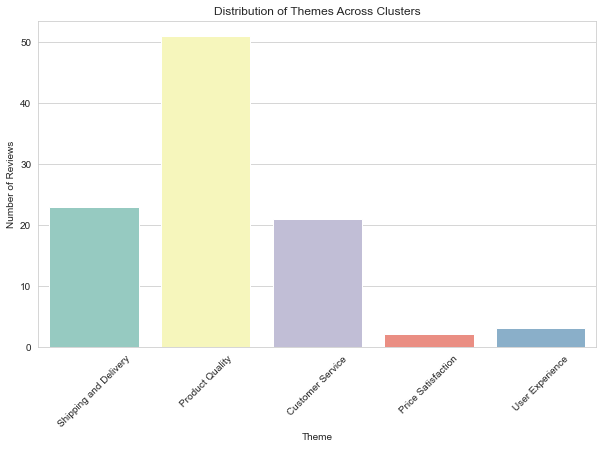 Distribution of Themes Across Clusters
50
40
30
20
10
0
Number of Reviews
Shipping and Delivery
Product Quality
Customer Service
Price Satisfaction
User Experience
Theme